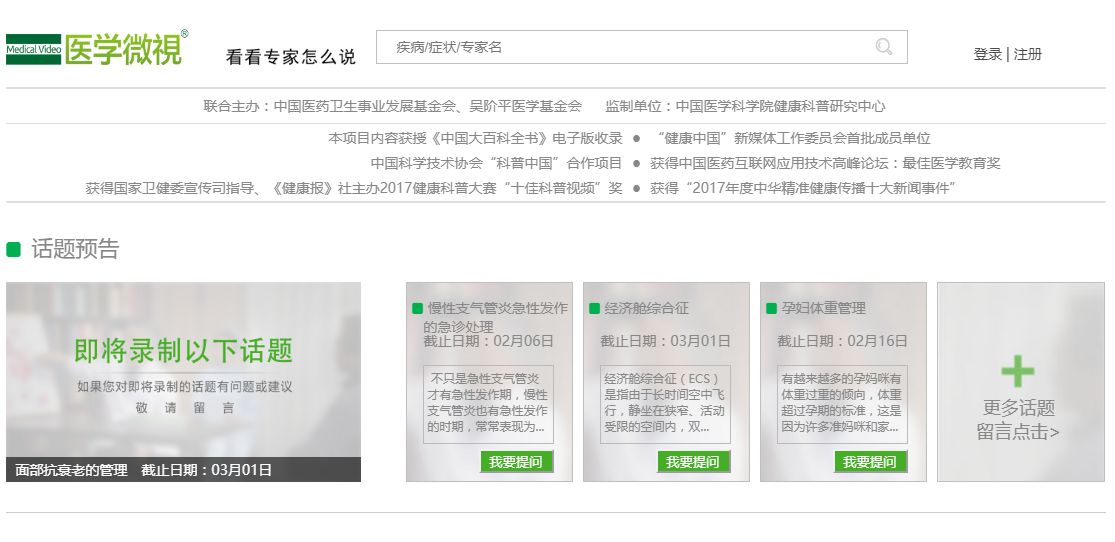 Medical Video 医学微視®
看看专家怎么说
疾病/症状/专家名
登录 | 注册
联合主办：中国医药卫生事业发展基金会、吴阶平医学基金会 监制单位：中国医学科学院健康科普研究中心
本项目内容获授《中国大百科全书》电子版收录 ● “健康中国”新媒体工作委员会首批成员单位
中国科学技术协会“科普中国”合作项目 ● 获得中国医药互联网应用技术高峰论坛：最佳医学教育奖
获得国家卫健委宣传司指导、《健康报》社主办2017健康科普大赛“十佳科普视频”奖 ● 获得“2017年度中华精准健康传播十大新闻事件”
话题预告
即将录制以下话题
如果您对即将录制的话题有问题或建议
敬 请 留 言
面部抗衰老的管理 截止日期：03月01日
慢性支气管炎急性发作
的急诊处理
截止日期：02月06日
不只是急性支气管炎
才有急性发作期，慢性
支气管炎也有急性发作
的时期，常常表现为...
我要提问
经济舱综合征
截止日期：03月01日
经济舱综合征（ECS）
是指由于长时间空中飞
行，静坐在狭窄、活动
受限的空间内，双...
我要提问
孕妇体重管理
截止日期：02月16日
有越来越多的孕妈咪有
体重过重的倾向，体重
超过孕期的标准，这是
因为许多准妈咪和家...
我要提问
更多话题
留言点击>